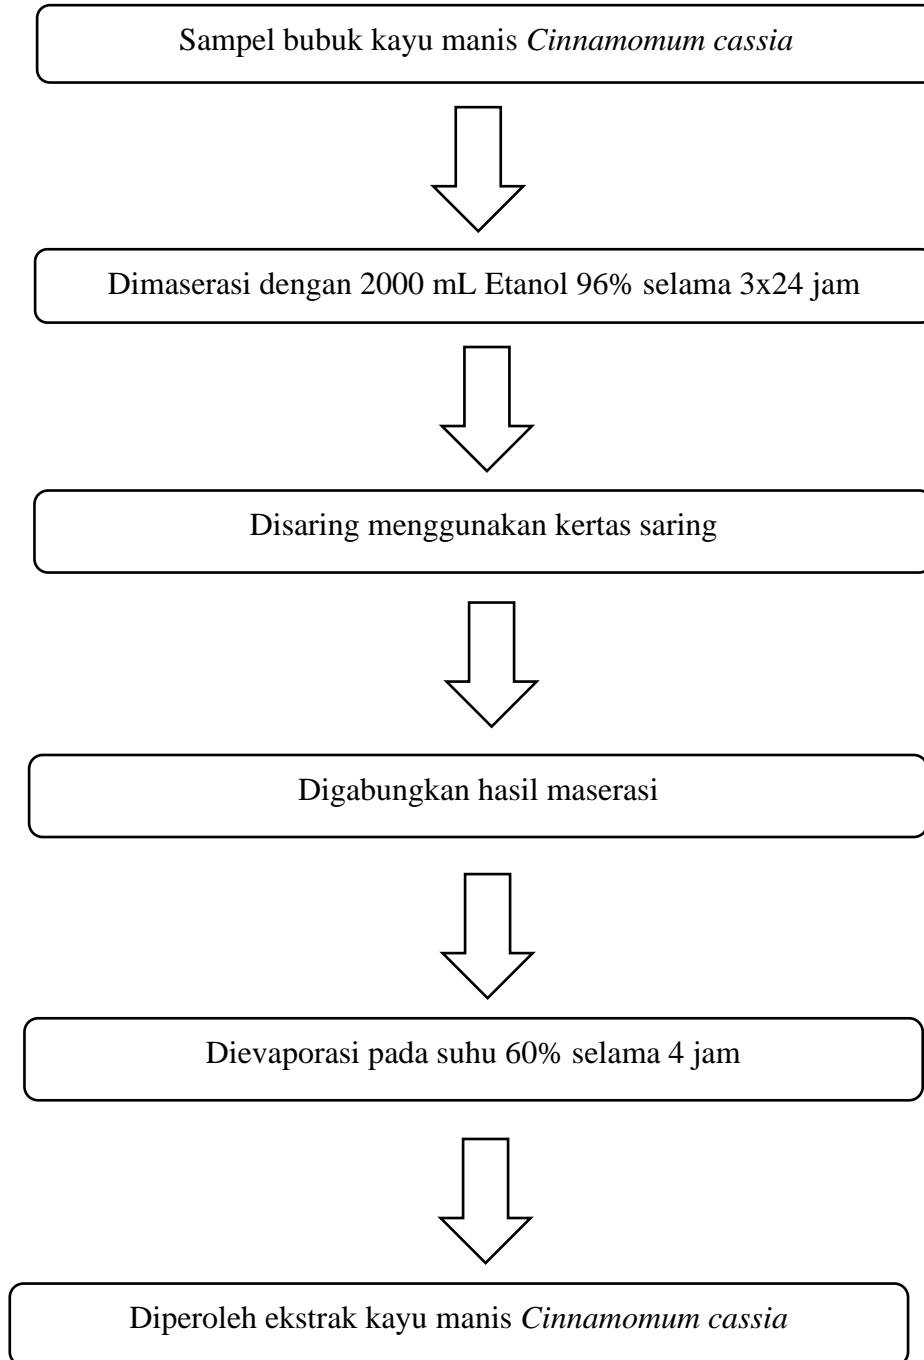 Sampel bubuk kayu manis Cinnamomum cassia
Dimaserasi dengan 2000 mL Etanol 96% selama 3x24 jam
Disaring menggunakan kertas saring
Digabungkan hasil maserasi
Dievaporasi pada suhu 60% selama 4 jam
Diperoleh ekstrak kayu manis Cinnamomum cassia